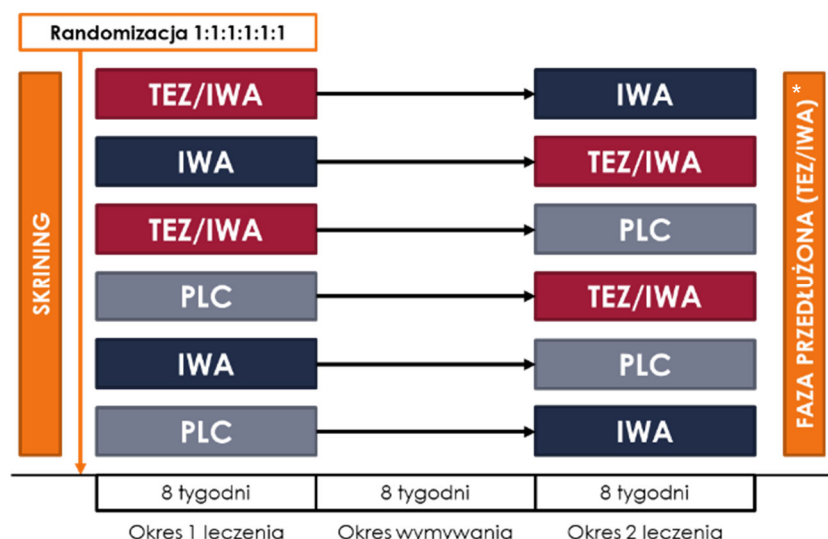 Randomizacja 1:1:1:1:1:1
SKRINING
TEZ/IWA
IWA
IWA
TEZ/IWA
TEZ/IWA
PLC
PLC
TEZ/IWA
IWA
PLC
PLC
IWA
FAZA PRZEDŁUŻONA (TEZ/IWA) *
8 tygodni
8 tygodni
8 tygodni
Okres 1 leczenia
Okres wymywania
Okres 2 leczenia